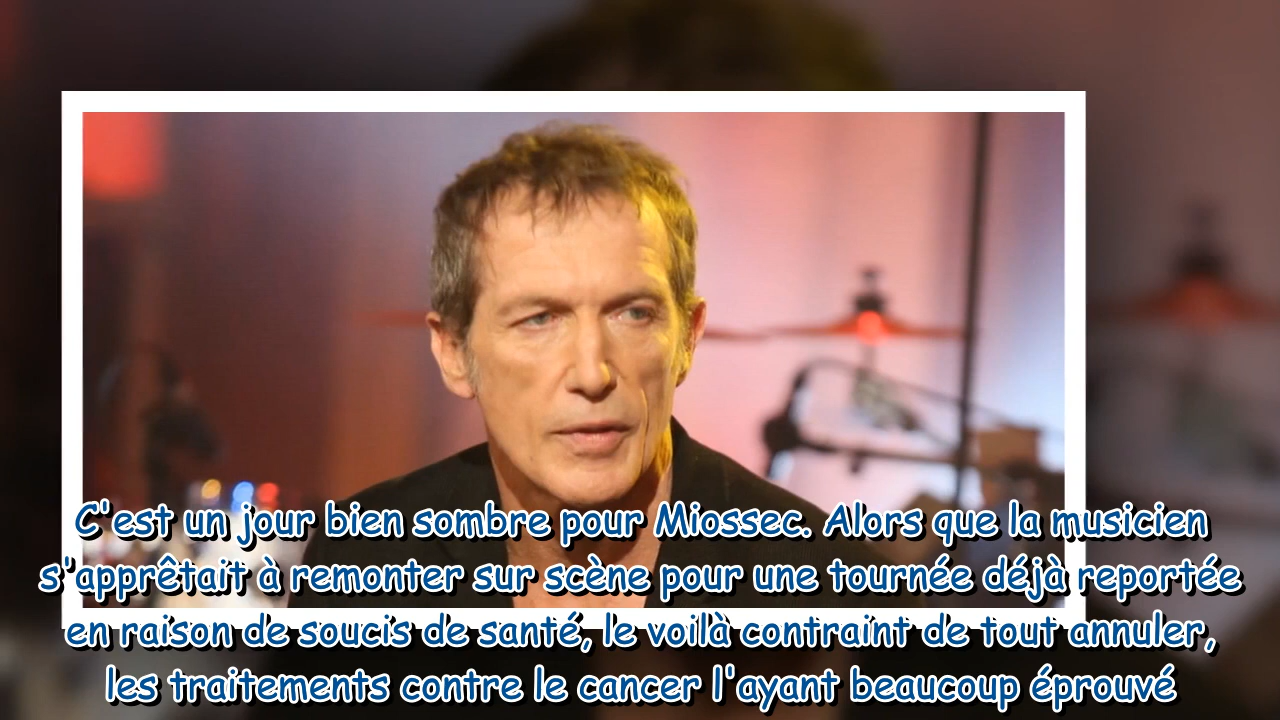 C'est un jour bien sombre pour Miossec. Alors que la musicien
s'apprêtait à remonter sur scène pour une tournée déjà reportée
en raison de soucis de santé, le voilà contraint de tout annuler,
les traitements contre le cancer l'ayant beaucoup éprouvé